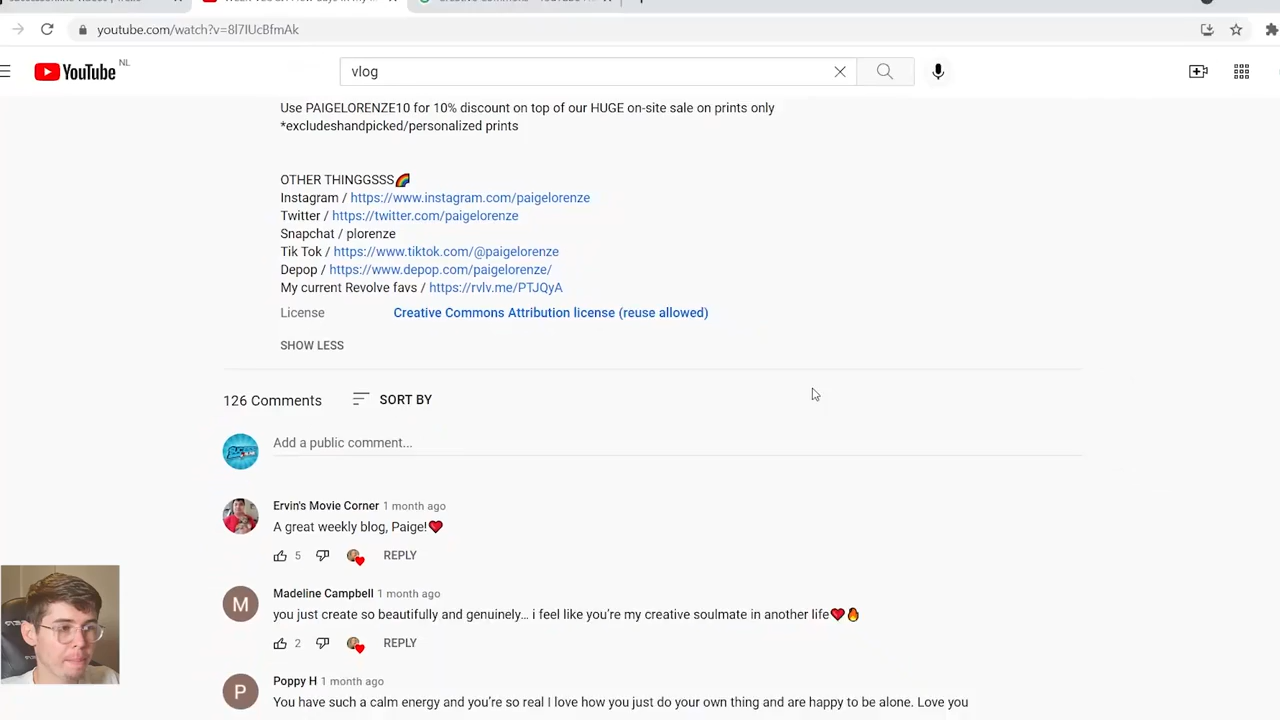 youtube.com/watch?v=8l7IUcBfmAk
YouTube NL
vlog
Use PAIGELORENZE10 for 10% discount on top of our HUGE on-site sale on prints only
*excludeshandpicked/personalized prints
OTHER THINGGSSS🌈
Instagram / https://www.instagram.com/paigelorenze
Twitter / https://twitter.com/paigelorenze
Snapchat / plorenze
Tik Tok / https://www.tiktok.com/@paigelorenze
Depop / https://www.depop.com/paigelorenze/
My current Revolve favs / https://rvlv.me/PTJQyA
License Creative Commons Attribution license (reuse allowed)
SHOW LESS
126 Comments SORT BY
Add a public comment...
Ervin's Movie Corner 1 month ago
A great weekly blog, Paige!❤
5 REPLY
M
Madeline Campbell 1 month ago
you just create so beautifully and genuinely… i feel like you’re my creative soulmate in another life❤🔥
2 REPLY
P
Poppy H 1 month ago
You have such a calm energy and you’re so real I love how you just do your own thing and are happy to be alone. Love you